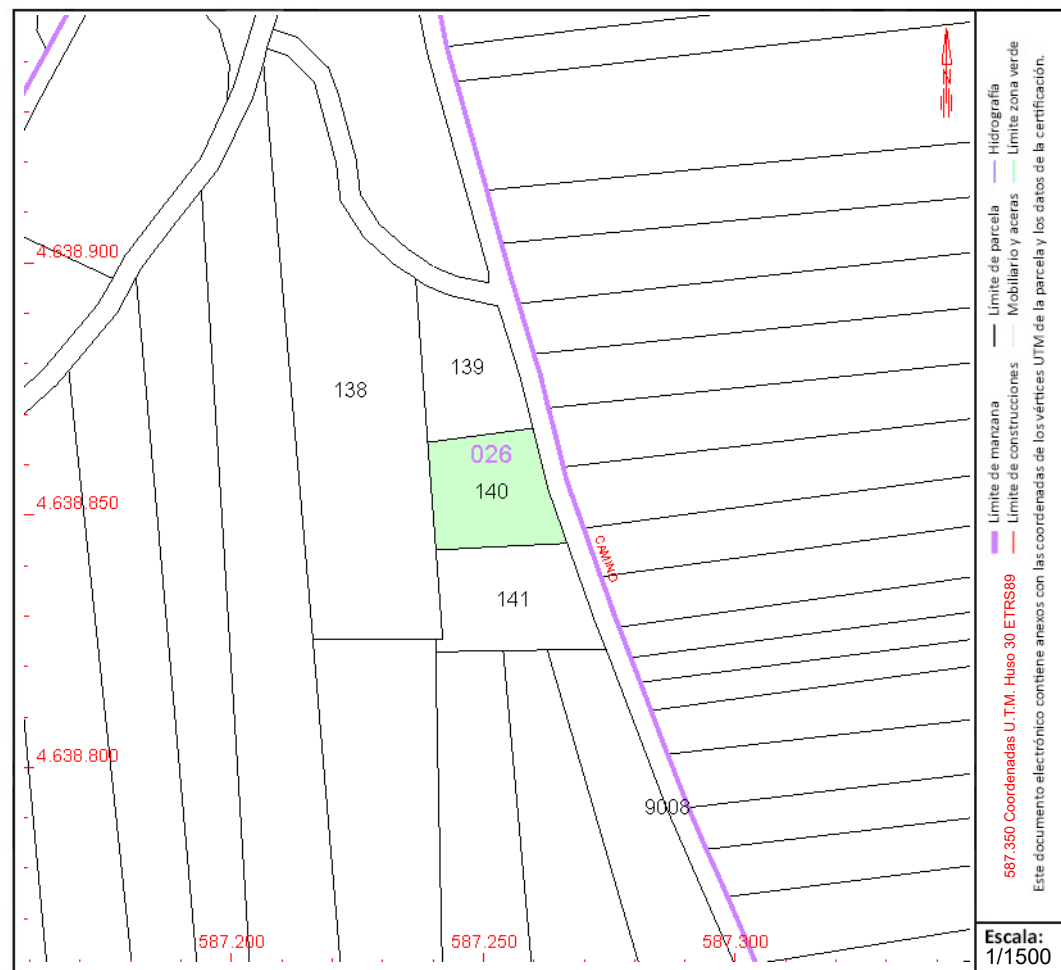 4.638.900
139
138
026
140
4.638.850
CAMINO
141
4.638.800
9008
587.200
587.250
587.300
N
Hidrografía
Límite zona verde
Límite de parcela
Mobiliario y aceras
Límite de manzana
Límite de construcciones
587.350 Coordenadas U.T.M. Huso 30 ETRS89
Este documento electrónico contiene anexos con las coordenadas de los vértices UTM de la parcela y los datos de la certificación.
Escala:
1/1500